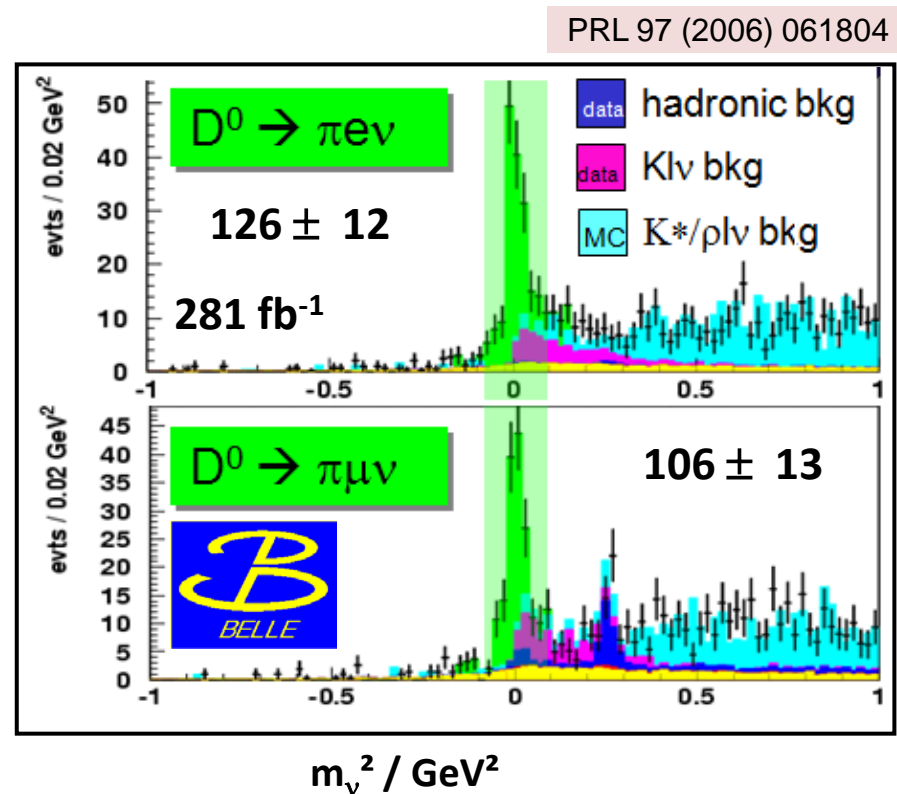 PRL 97 (2006) 061804
evts / 0.02 GeV²
50
40
30
20
10
0
D⁰ → πeν
126 ± 12
281 fb⁻¹
data hadronic bkg
data Klν bkg
MC K*/ρlν bkg
-1 -0.5 0 0.5 1
evts / 0.02 GeV²
45
40
35
30
25
20
15
10
5
0
D⁰ → πμν
106 ± 13
BELLE
-1 -0.5 0 0.5 1
mᵥ² / GeV²